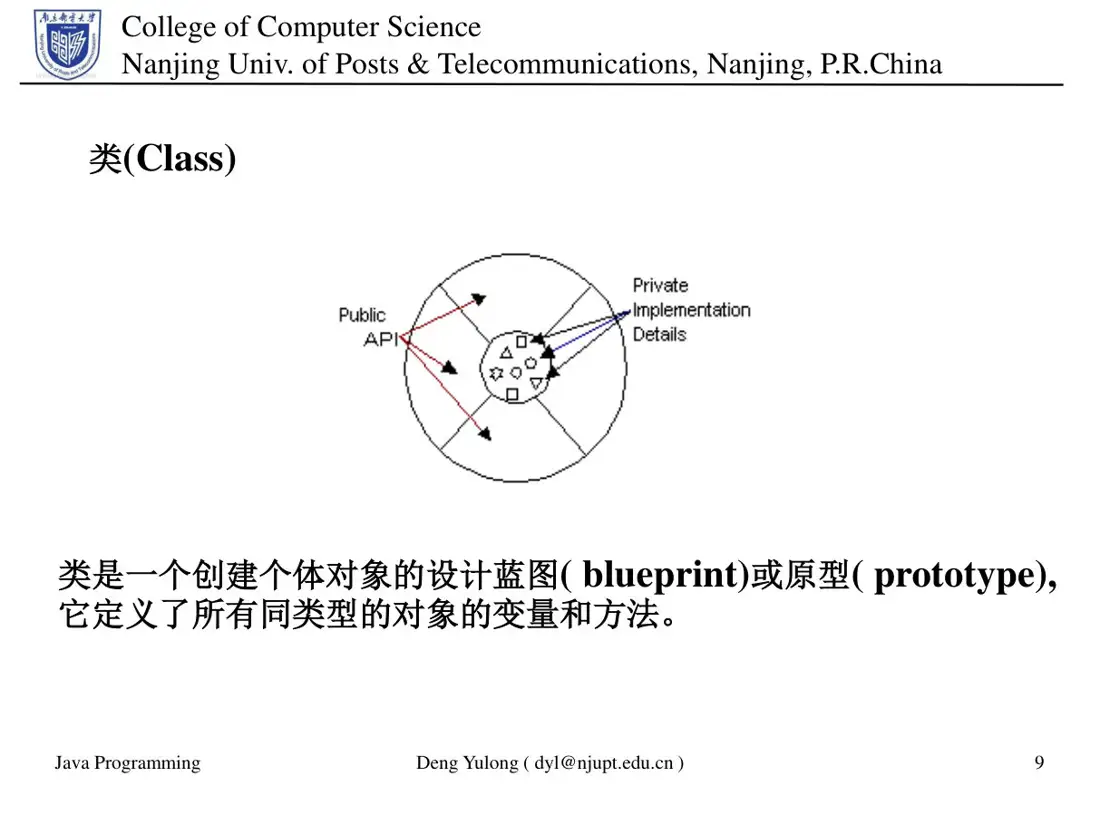 College of Computer Science
Nanjing Univ. of Posts & Telecommunications, Nanjing, P.R.China
类(Class)
Public
API
Private
Implementation
Details
类是一个创建个体对象的设计蓝图( blueprint)或原型( prototype),
它定义了所有同类型的对象的变量和方法。
Java Programming
Deng Yulong ( dyl@njupt.edu.cn )
9